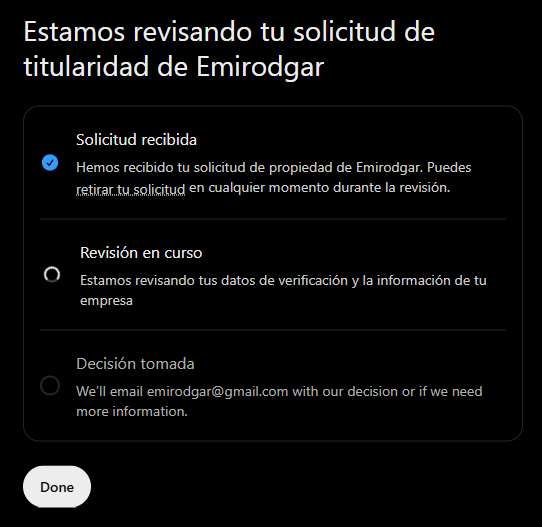 Estamos revisando tu solicitud de
titularidad de Emirodgar
Solicitud recibida
Hemos recibido tu solicitud de propiedad de Emirodgar. Puedes
retirar tu solicitud en cualquier momento durante la revisión.
Revisión en curso
Estamos revisando tus datos de verificación y la información de tu
empresa
Decisión tomada
We'll email emirodgar@gmail.com with our decision or if we need
more information.
Done